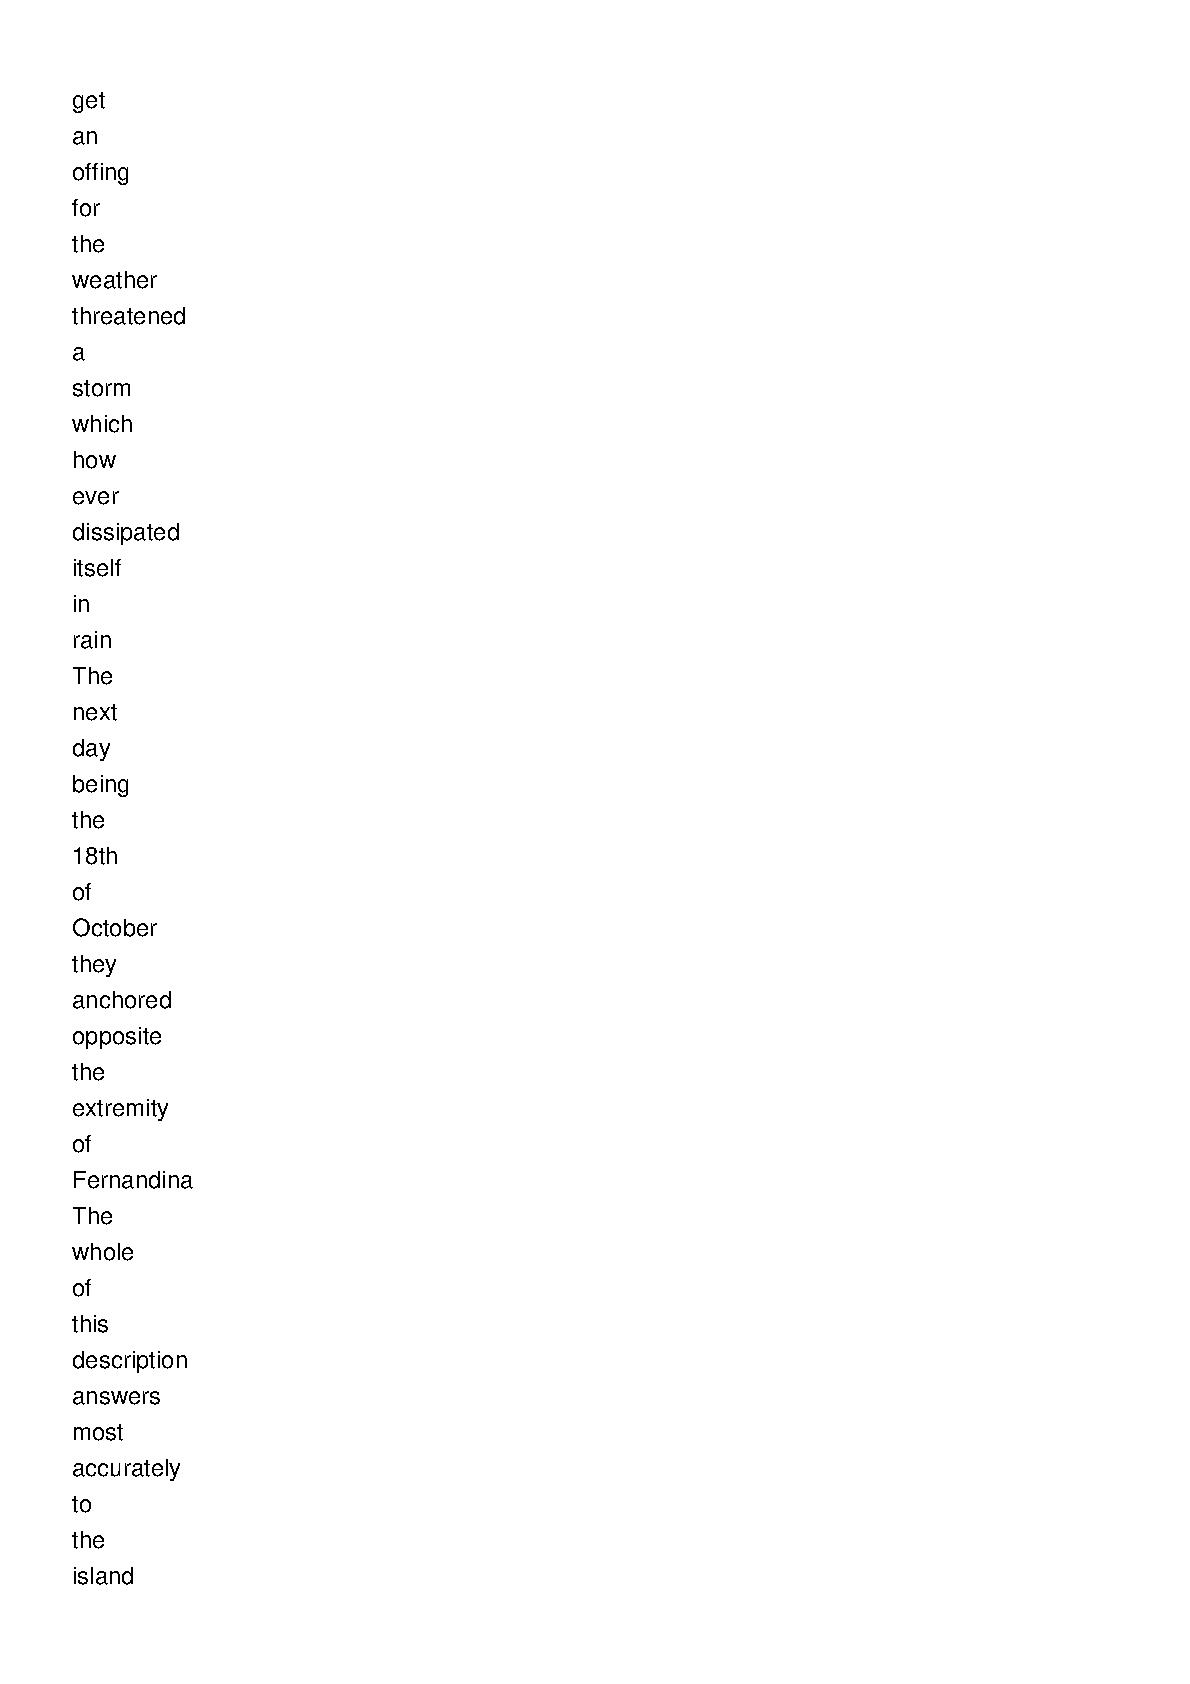 get
an
offing
for
the
weather
threatened
a
storm
which
how
ever
dissipated
itself
in
rain
The
next
day
being
the
18th
of
October
they
anchored
opposite
the
extremity
of
Fernandina
The
whole
of
this
description
answers
most
accurately
to
the
island